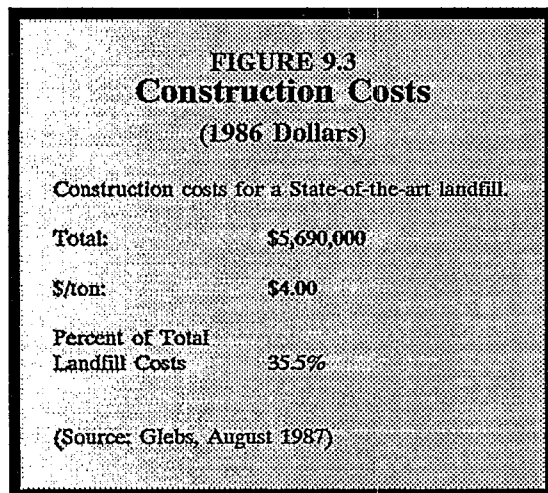 FIGURE 9.3
Construction Costs
(1986 Dollars)
Construction costs for a State-of-the-art landfill.
Total: $5,690,000
$/ton: $4.00
Percent of Total
Landfill Costs 35.5%
(Source: Glebs, August 1987)